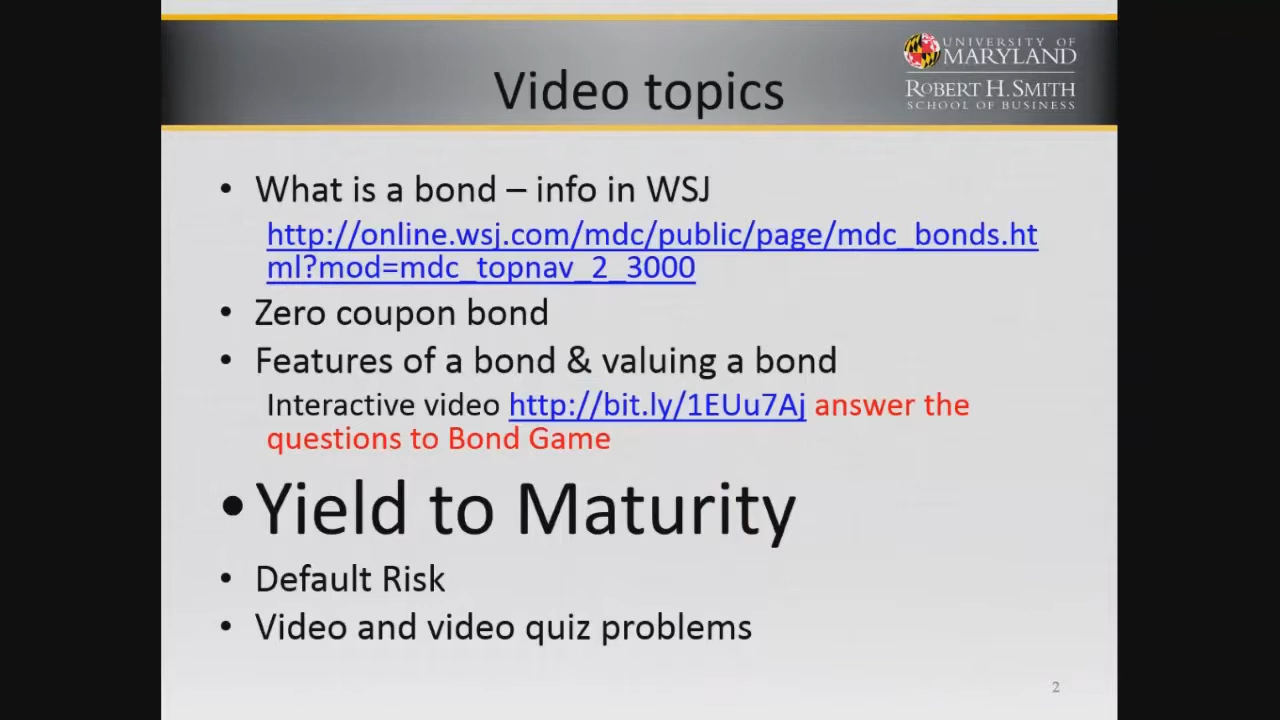 UNIVERSITY OF
MARYLAND
ROBERT H. SMITH
SCHOOL OF BUSINESS
Video topics
• What is a bond – info in WSJ
http://online.wsj.com/mdc/public/page/mdc_bonds.ht
ml?mod=mdc_topnav_2_3000
• Zero coupon bond
• Features of a bond & valuing a bond
Interactive video http://bit.ly/1EUu7Aj answer the
questions to Bond Game
• Yield to Maturity
• Default Risk
• Video and video quiz problems
2